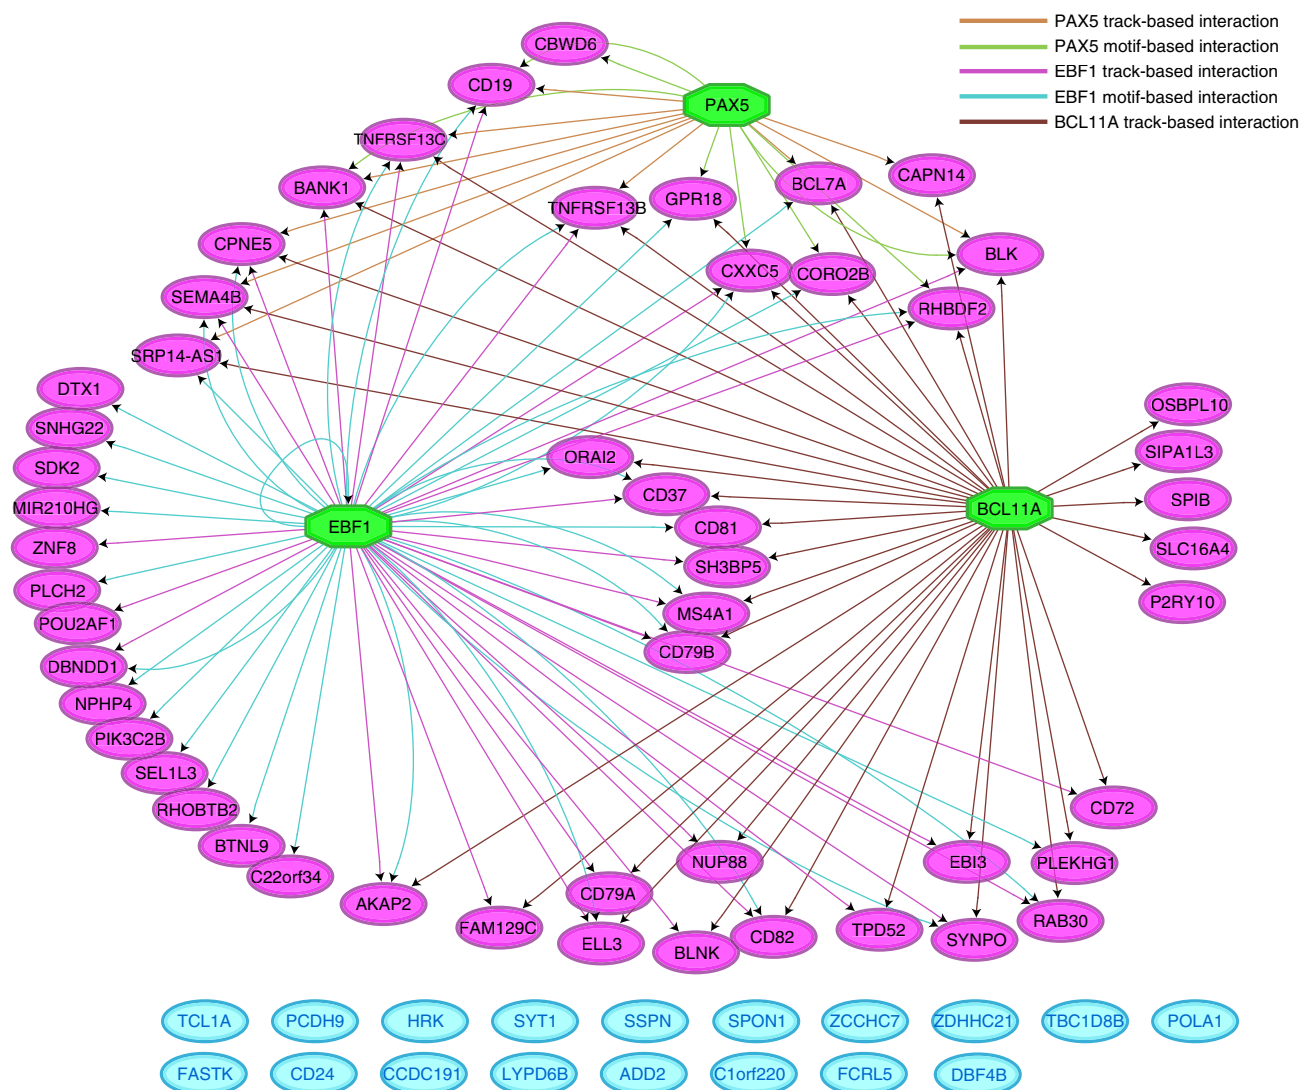 PAX5 track-based interaction
PAX5 motif-based interaction
EBF1 track-based interaction
EBF1 motif-based interaction
BCL11A track-based interaction
CBWD6
CD19
PAX5
TNFRSF13C
BANK1
TNFRSF13B
GPR18
BCL7A
CAPN14
CPNE5
CXXC5
CORO2B
BLK
SEMA4B
RHBDF2
SRP14-AS1
DTX1
SNHG22
SDK2
MIR210HG
ZNF8
PLCH2
POU2AF1
DBNDD1
NPHP4
PIK3C2B
SEL1L3
RHOBTB2
BTNL9
C22orf34
EBF1
ORAI2
CD37
CD81
SH3BP5
MS4A1
CD79B
BCL11A
OSBPL10
SIPA1L3
SPIB
SLC16A4
P2RY10
CD72
PLEKHG1
EBI3
RAB30
SYNPO
TPD52
NUP88
CD82
BLNK
CD79A
ELL3
FAM129C
AKAP2
TCL1A
PCDH9
HRK
SYT1
SSPN
SPON1
ZCCHC7
ZDHHC21
TBC1D8B
POLA1
FASTK
CD24
CCDC191
LYPD6B
ADD2
C1orf220
FCRL5
DBF4B